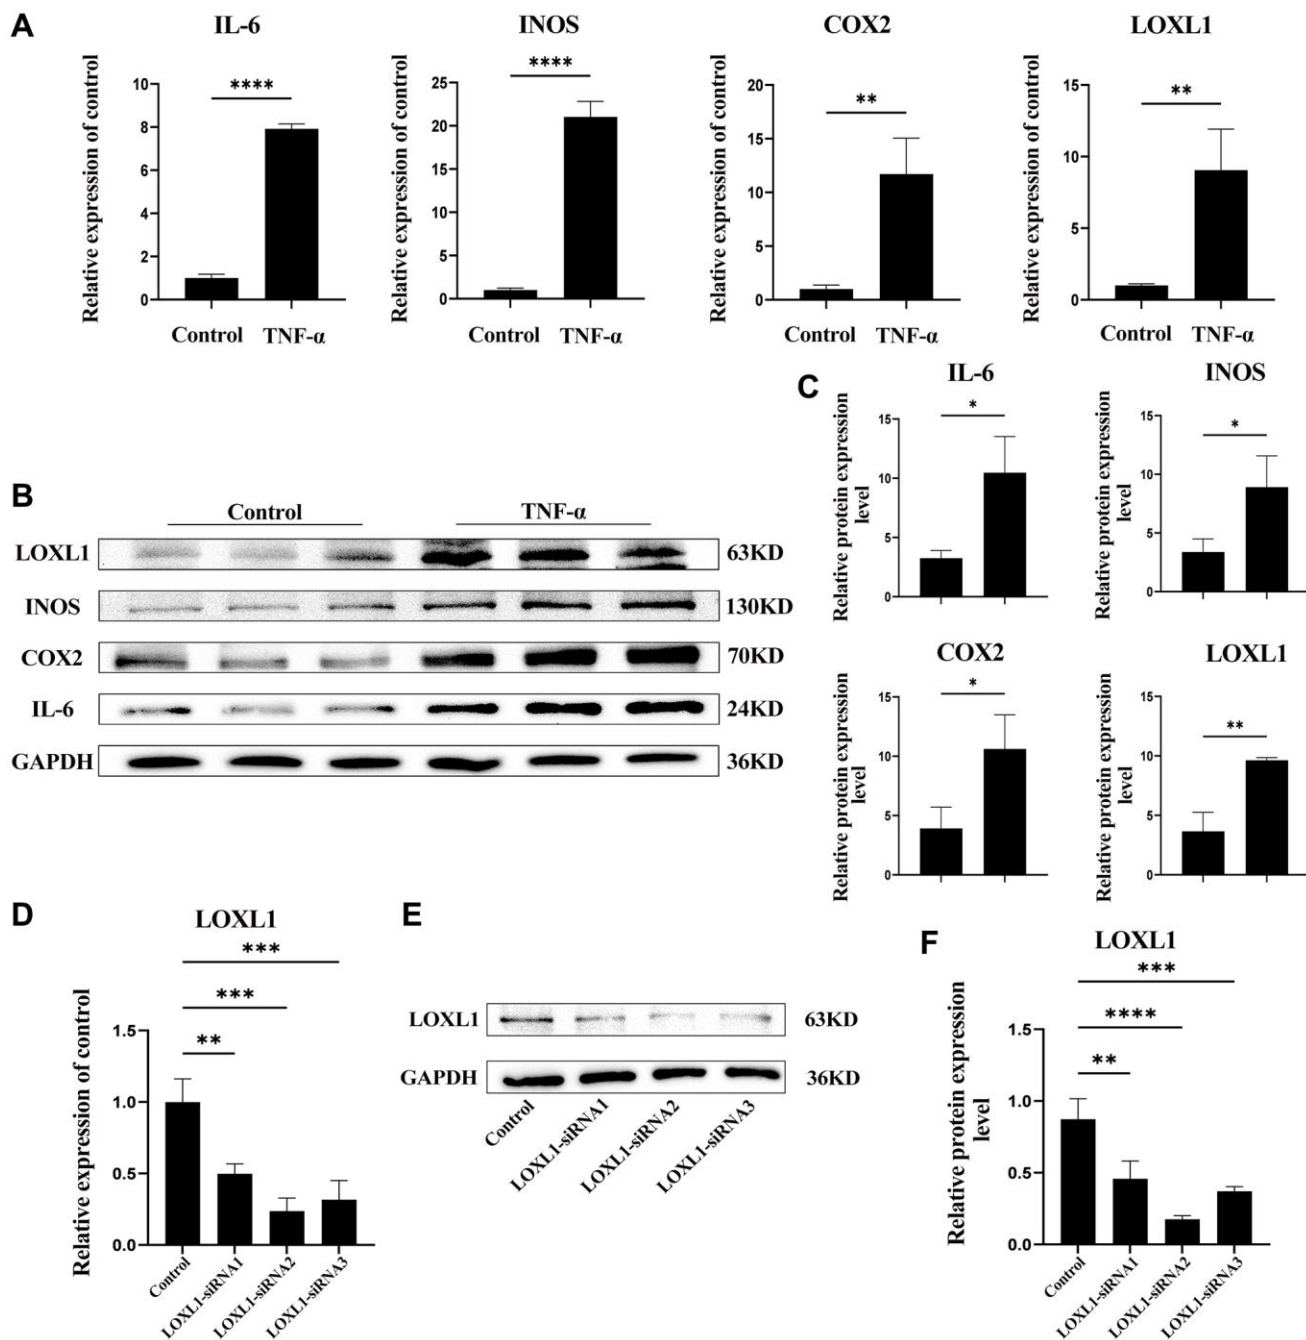 A
IL-6
INOS
COX2
LOXL1
Relative expression of control
10
8
6
4
2
0
****
Control TNF-α
Relative expression of control
25
20
15
10
5
0
****
Control TNF-α
Relative expression of control
20
15
10
5
0
**
Control TNF-α
Relative expression of control
15
10
5
0
**
Control TNF-α
B
Control TNF-α
LOXL1 63KD
INOS 130KD
COX2 70KD
IL-6 24KD
GAPDH 36KD
C
IL-6
Relative protein expression
level
15
10
5
0
*
INOS
Relative protein expression
level
15
10
5
0
*
COX2
Relative protein expression
level
15
10
5
0
*
LOXL1
Relative protein expression
level
15
10
5
0
**
D
LOXL1
Relative expression of control
1.5
1.0
0.5
0.0
***
***
**
Control
LOXL1-siRNA1
LOXL1-siRNA2
LOXL1-siRNA3
E
LOXL1 63KD
GAPDH 36KD
Control
LOXL1-siRNA1
LOXL1-siRNA2
LOXL1-siRNA3
F
LOXL1
Relative protein expression
level
1.5
1.0
0.5
0.0
***
****
**
Control
LOXL1-siRNA1
LOXL1-siRNA2
LOXL1-siRNA3